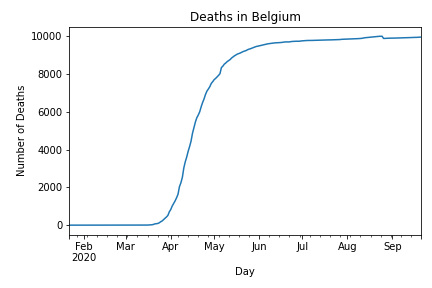 Deaths in Belgium
Number of Deaths
10000
8000
6000
4000
2000
0
Feb Mar Apr May Jun Jul Aug Sep
2020
Day